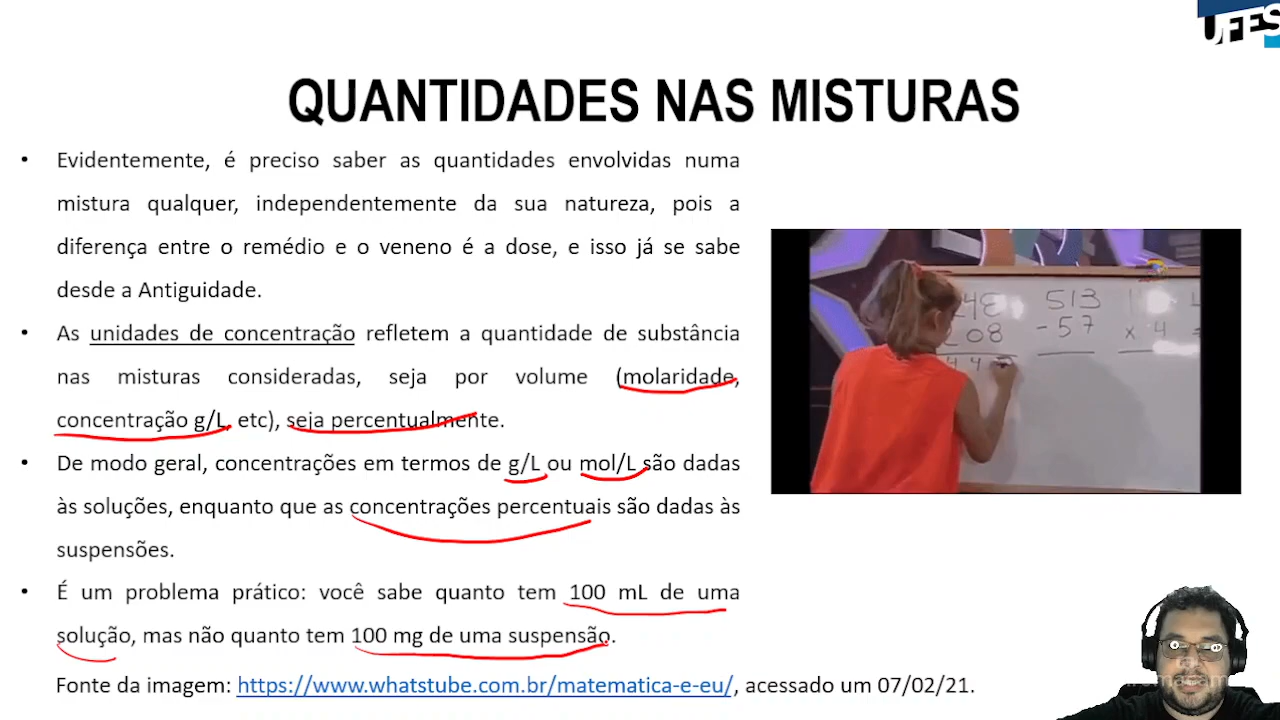 UFES
QUANTIDADES NAS MISTURAS
• Evidentemente, é preciso saber as quantidades envolvidas numa
mistura qualquer, independentemente da sua natureza, pois a
diferença entre o remédio e o veneno é a dose, e isso já se sabe
desde a Antiguidade.
• As unidades de concentração refletem a quantidade de substância
nas misturas consideradas, seja por volume (molaridade,
concentração g/L, etc), seja percentualmente.
• De modo geral, concentrações em termos de g/L ou mol/L são dadas
às soluções, enquanto que as concentrações percentuais são dadas às
suspensões.
• É um problema prático: você sabe quanto tem 100 mL de uma
solução, mas não quanto tem 100 mg de uma suspensão.
Fonte da imagem: https://www.whatstube.com.br/matematica-e-eu/, acessado um 07/02/21.
513
-57
x 4
08